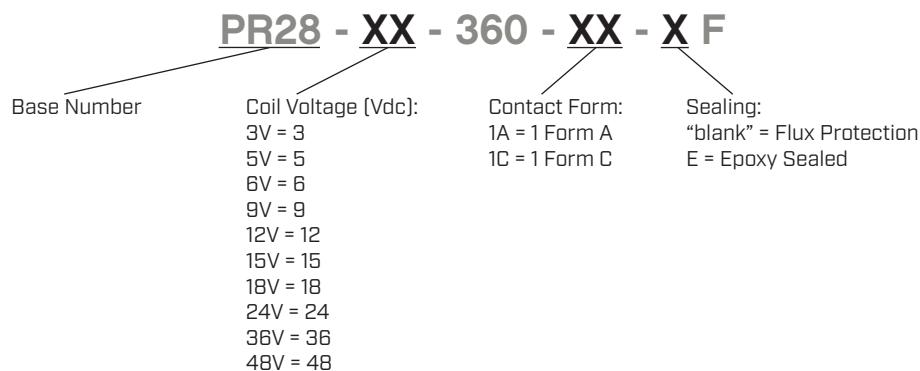 PR28 - XX - 360 - XX - X F
Base Number
Coil Voltage (Vdc):
3V = 3
5V = 5
6V = 6
9V = 9
12V = 12
15V = 15
18V = 18
24V = 24
36V = 36
48V = 48
Contact Form:
1A = 1 Form A
1C = 1 Form C
Sealing:
“blank” = Flux Protection
E = Epoxy Sealed